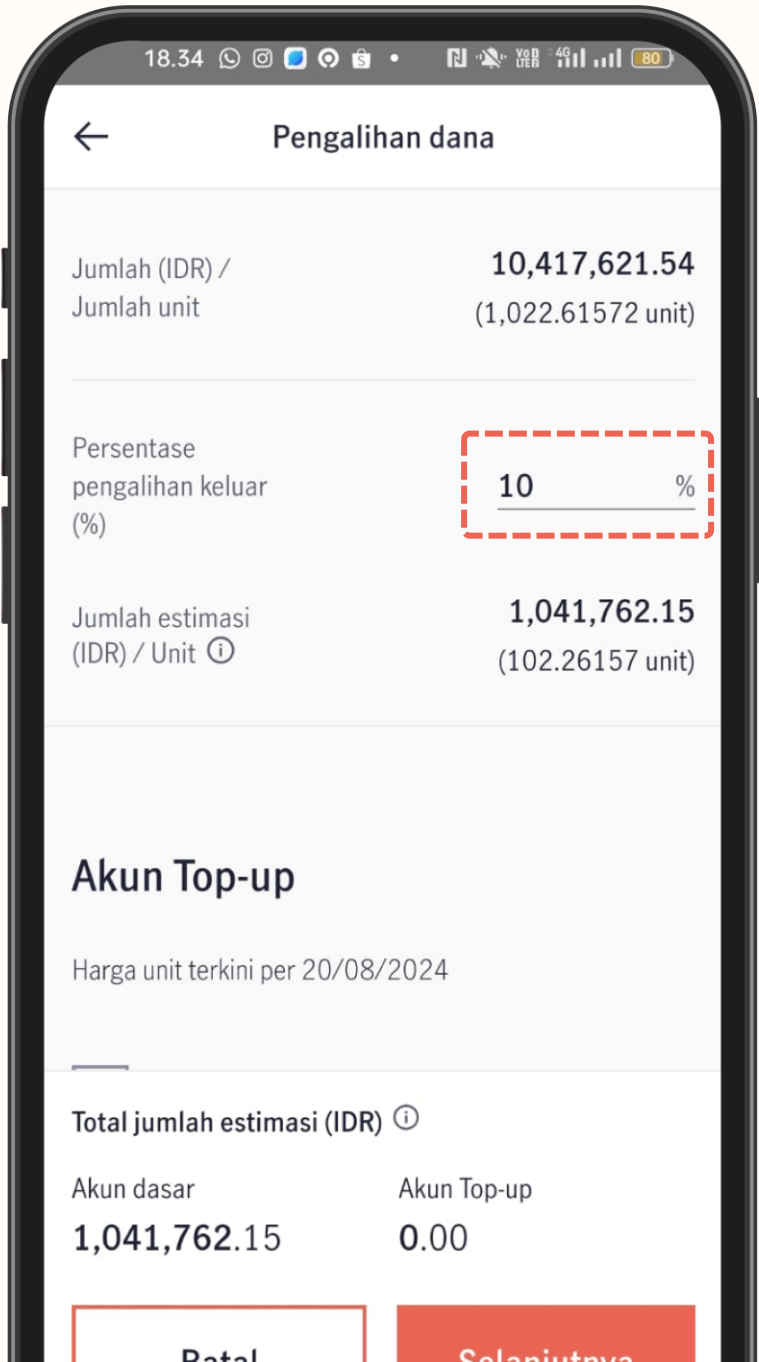 18.34
80
Pengalihan dana
Jumlah (IDR) / 10,417,621.54
Jumlah unit (1,022.61572 unit)
Persentase
pengalihan keluar 10 %
(%)
Jumlah estimasi 1,041,762.15
(IDR) / Unit (102.26157 unit)
Akun Top-up
Harga unit terkini per 20/08/2024
Total jumlah estimasi (IDR)
Akun dasar Akun Top-up
1,041,762.15 0.00
Batal Selanjutnya